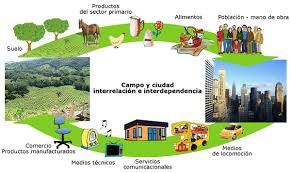 Productos
del sector primario
Alimentos
Población - mano de obra
Suelo
Campo y ciudad
interrelación e interdependencia
Comercio
Productos manufacturados
Medios técnicos
Servicios
comunicacionales
Medios
de locomoción